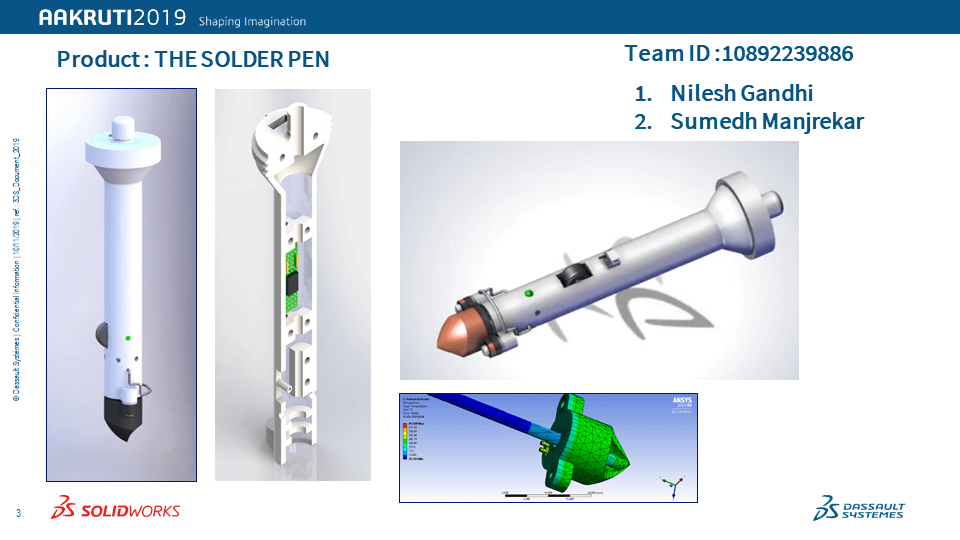 AAKRUTI2019 Shaping Imagination
Product : THE SOLDER PEN
Team ID :10892239886
1. Nilesh Gandhi
2. Sumedh Manjrekar
© Dassault Systèmes | Confidential Information | 10/11/2019 | ref.: 3DS_Document_2019
ANSYS
3
SOLIDWORKS
DASSAULT
SYSTEMES